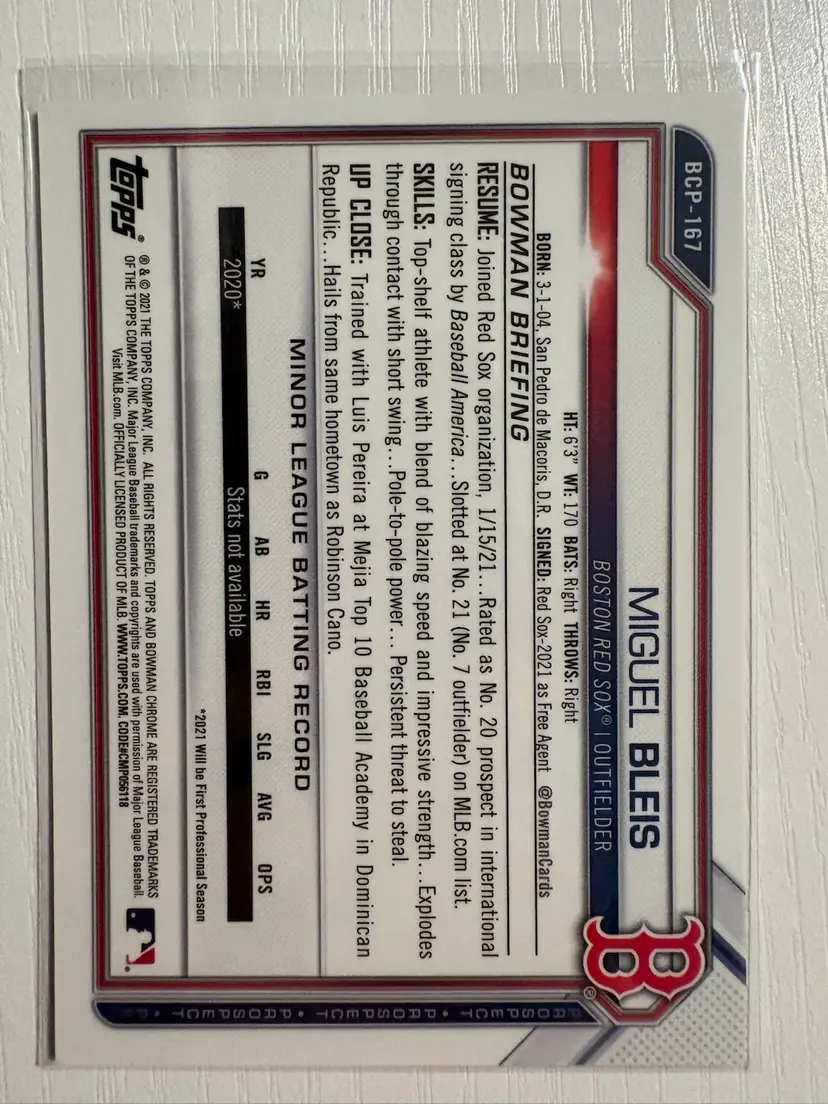 BCP-167
MIGUEL BLEIS
BOSTON RED SOX® | OUTFIELDER
B
®
HT: 6'3" WT: 170 BATS: Right THROWS: Right
BORN: 3-1-04, San Pedro de Macoris, D.R. SIGNED: Red Sox-2021 as Free Agent @BowmanCards
BOWMAN BRIEFING
RESUME: Joined Red Sox organization, 1/15/21...Rated as No. 20 prospect in international
signing class by Baseball America...Slotted at No. 21 (No. 7 outfielder) on MLB.com list.
SKILLS: Top-shelf athlete with blend of blazing speed and impressive strength...Explodes
through contact with short swing...Pole-to-pole power... Persistent threat to steal.
UP CLOSE: Trained with Luis Pereira at Mejia Top 10 Baseball Academy in Dominican
Republic...Hails from same hometown as Robinson Cano.
MINOR LEAGUE BATTING RECORD
YR G AB HR RBI SLG AVG OPS
2020* Stats not available
*2021 Will be First Professional Season
topps®
® & © 2021 THE TOPPS COMPANY, INC. ALL RIGHTS RESERVED. TOPPS AND BOWMAN CHROME ARE REGISTERED TRADEMARKS
OF THE TOPPS COMPANY, INC. Major League Baseball trademarks and copyrights are used with permission of Major League Baseball.
Visit MLB.com. OFFICIALLY LICENSED PRODUCT OF MLB. WWW.TOPPS.COM. CODE#CMP056118
PROSPECT • PROSPECT • PROSPECT • P